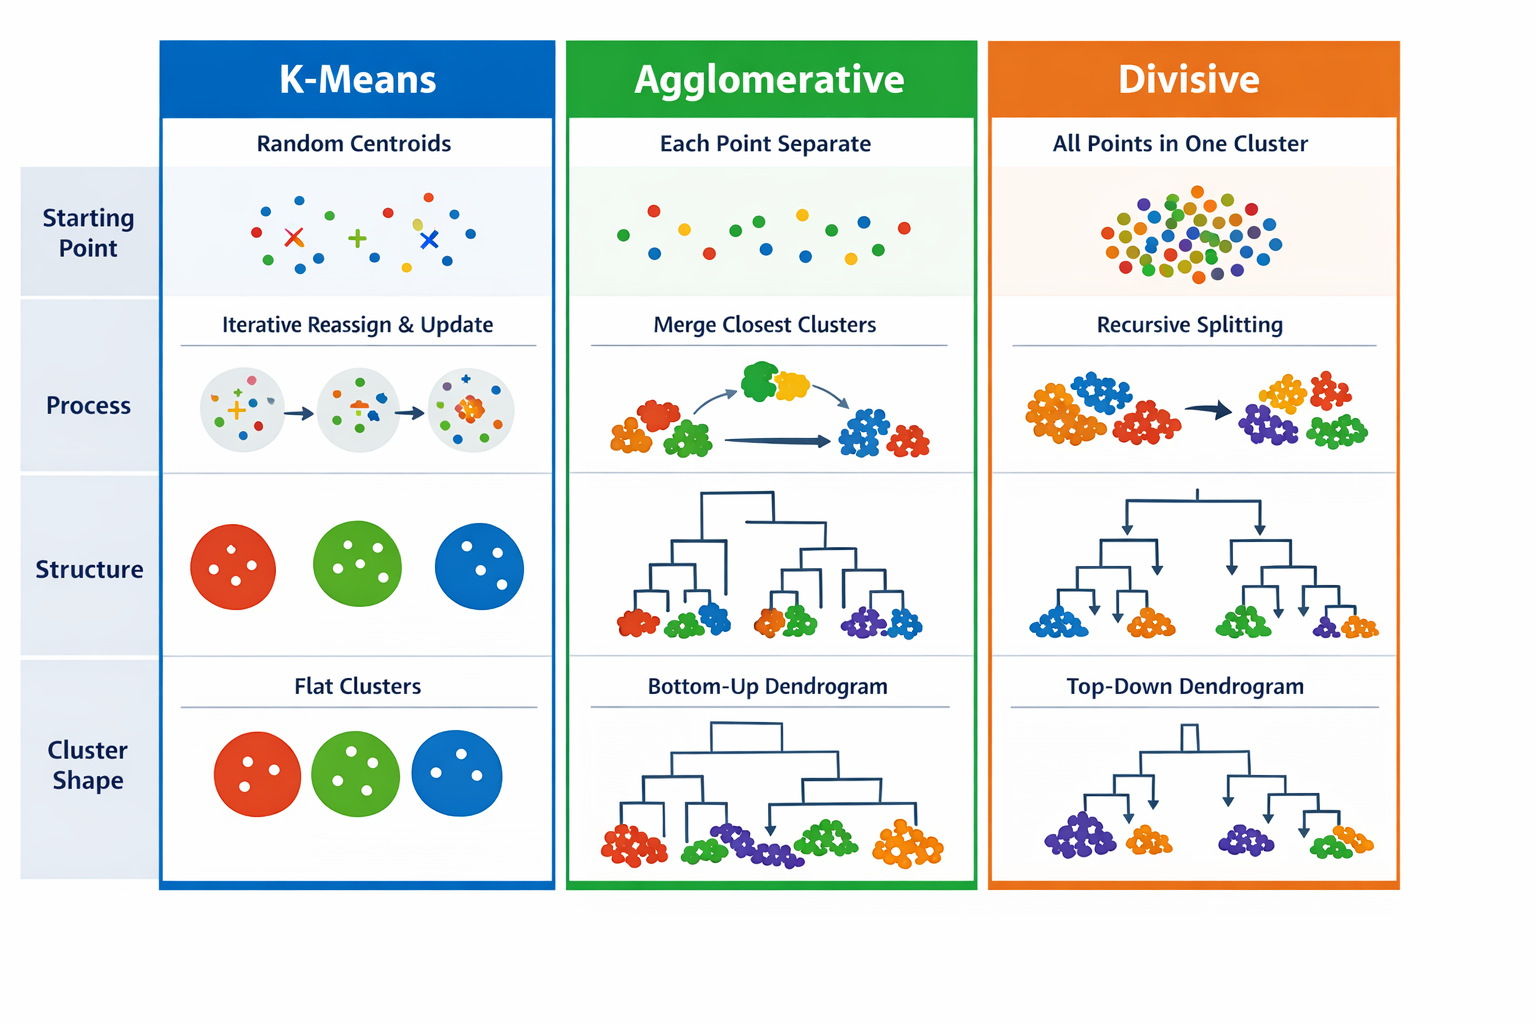 K-Means
Agglomerative
Divisive
Random Centroids
Each Point Separate
All Points in One Cluster
Starting
Point
Iterative Reassign & Update
Merge Closest Clusters
Recursive Splitting
Process
Structure
Flat Clusters
Bottom-Up Dendrogram
Top-Down Dendrogram
Cluster
Shape